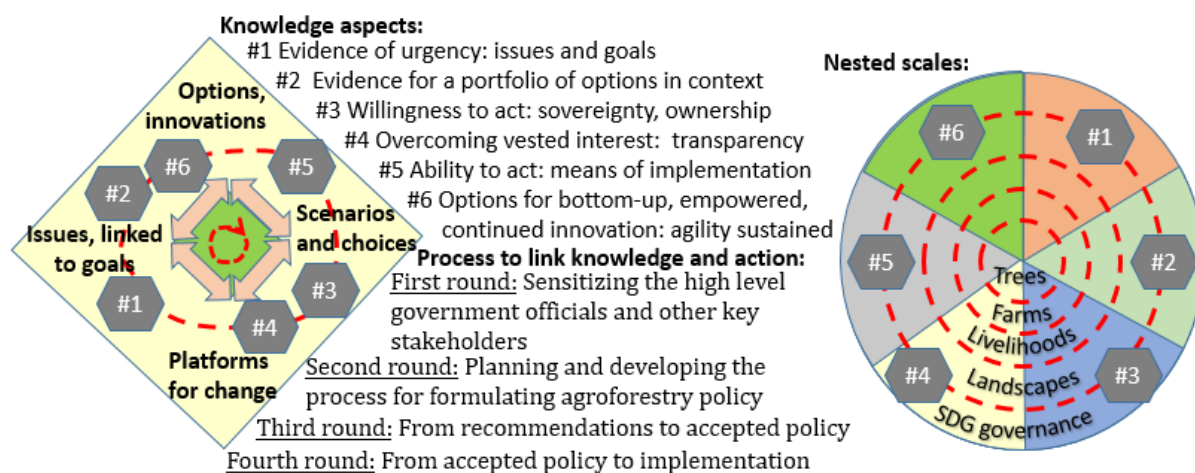 Knowledge aspects:
#1 Evidence of urgency: issues and goals
#2 Evidence for a portfolio of options in context
#3 Willingness to act: sovereignty, ownership
#4 Overcoming vested interest: transparency
#5 Ability to act: means of implementation
#6 Options for bottom-up, empowered,
continued innovation: agility sustained
Process to link knowledge and action:
First round: Sensitizing the high level
government officials and other key
stakeholders
Second round: Planning and developing the
process for formulating agroforestry policy
Third round: From recommendations to accepted policy
Fourth round: From accepted policy to implementation
Options,
innovations
#6
#5
#2
Scenarios
and choices
Issues, linked
to goals
#1
#3
#4
Platforms
for change
Nested scales:
#6
#1
#5
#2
Trees
Farms
Livelihoods
#4
Landscapes
#3
SDG governance